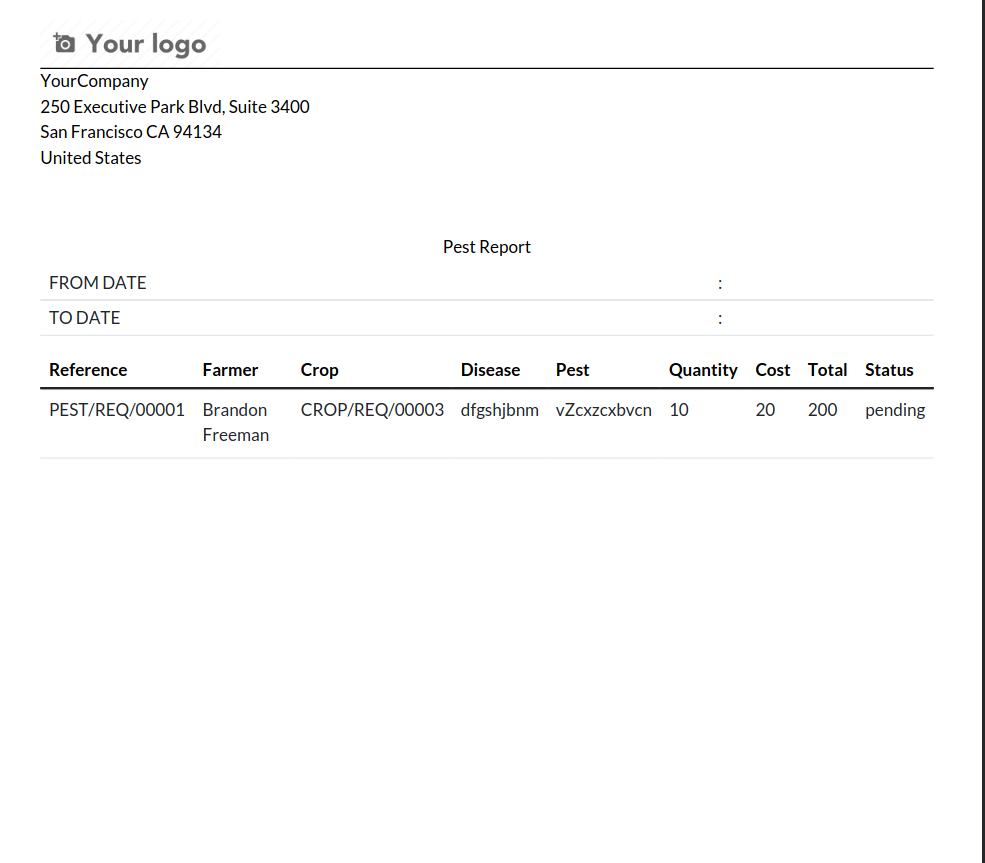 Your logo
YourCompany
250 Executive Park Blvd, Suite 3400
San Francisco CA 94134
United States
Pest Report
FROM DATE :
TO DATE :
Reference Farmer Crop Disease Pest Quantity Cost Total Status
PEST/REQ/00001 Brandon CROP/REQ/00003 dfgshjbnm vZcxzcxbvcn 10 20 200 pending
Freeman